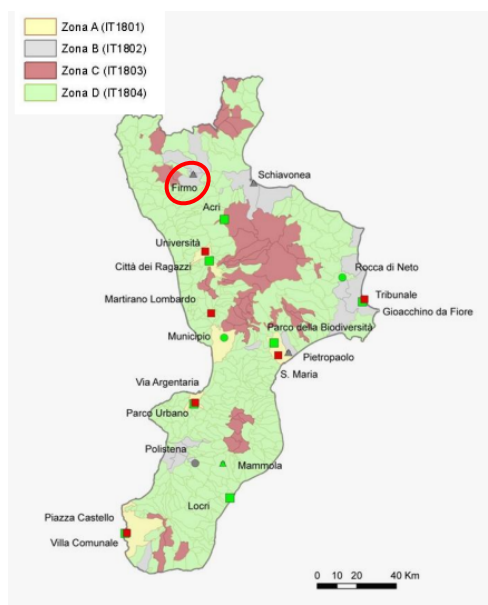 Zona A (IT1801)
Zona B (IT1802)
Zona C (IT1803)
Zona D (IT1804)
Schiavonea
Firmo
Acri
Università
Città dei Ragazzi
Rocca di Neto
Martirano Lombardo
Tribunale
Gioacchino da Fiore
Parco della Biodiversità
Municipio
Pietropaolo
S. Maria
Via Argentaria
Parco Urbano
Polistena
Mammola
Locri
Piazza Castello
Villa Comunale
0 10 20 40 Km